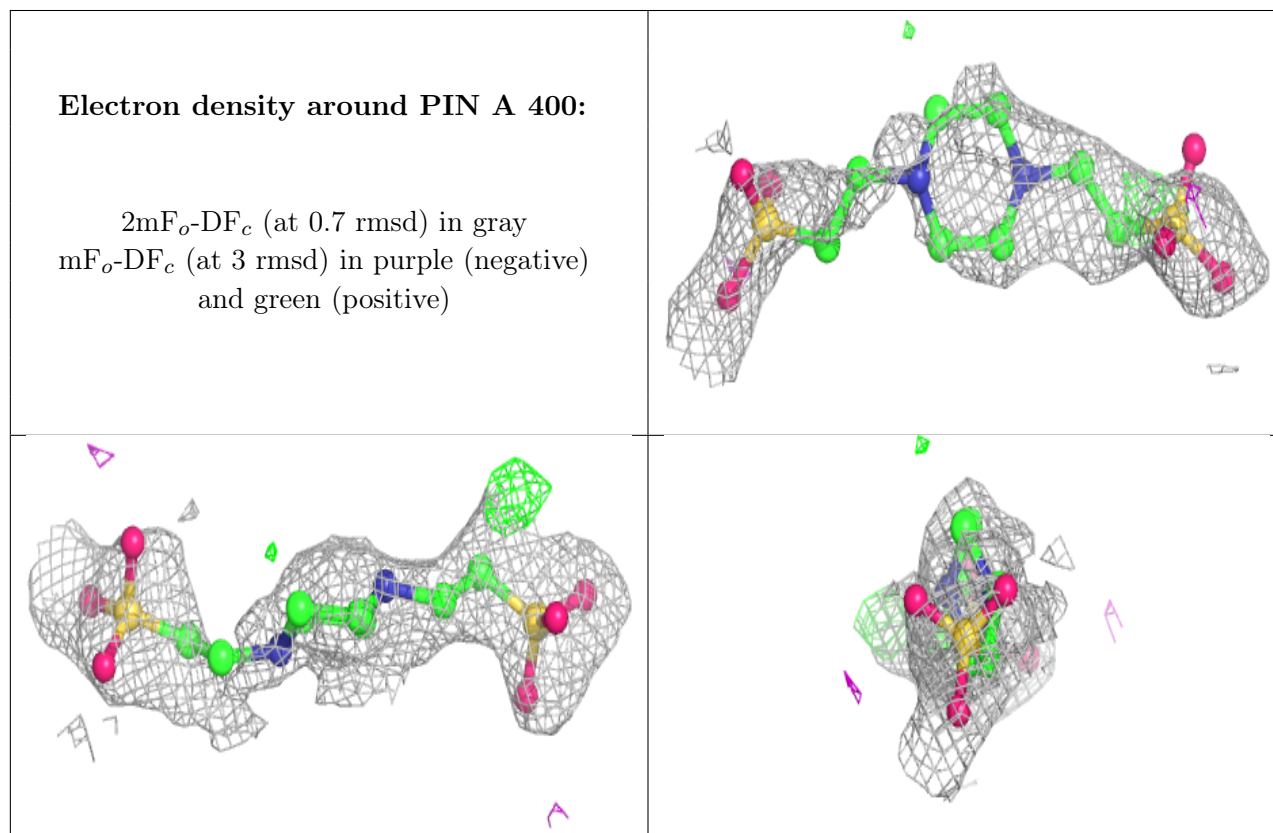 Electron density around PIN A 400:
2mFo-DFc (at 0.7 rmsd) in gray
mFo-DFc (at 3 rmsd) in purple (negative)
and green (positive)